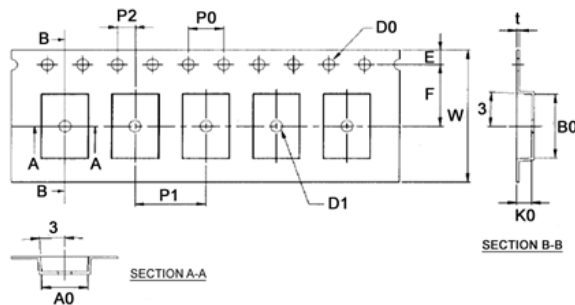 B P2 P0 D0 t
E
F
W
3
B0
A A
B
P1
D1
K0
SECTION B-B
3
SECTION A-A
A0